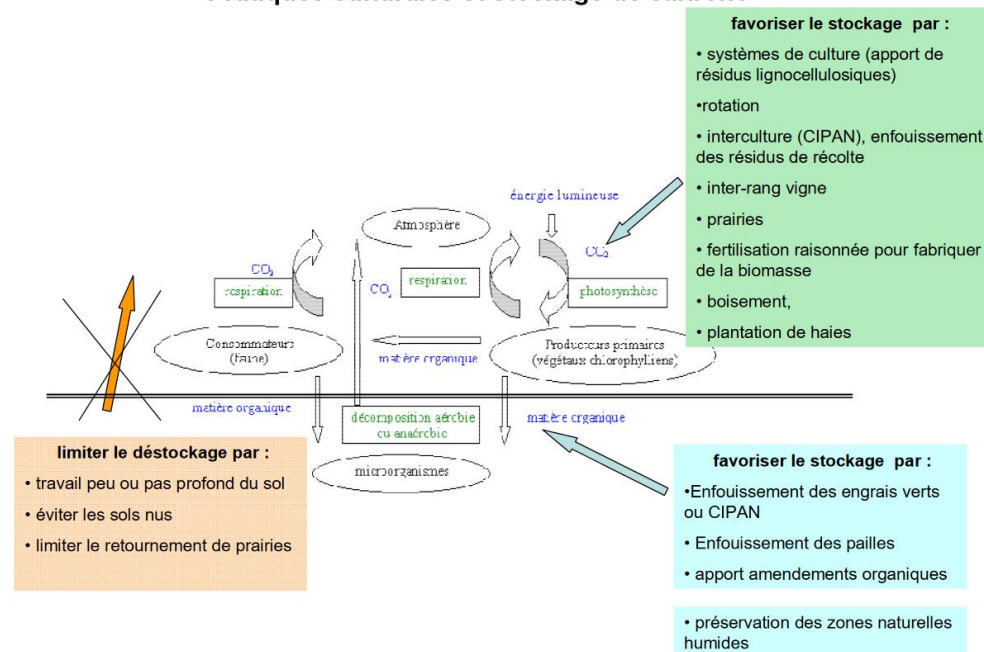 favoriser le stockage par :
• systèmes de culture (apport de
résidus lignocellulosiques)
•rotation
• interculture (CIPAN), enfouissement
des résidus de récolte
• inter-rang vigne
• prairies
• fertilisation raisonnée pour fabriquer
de la biomasse
• boisement,
• plantation de haies
énergie lumineuse
Atmosphère
CO₂
respiration
CO₂
respiration
CO₂
photosynthèse
Consommateurs
(faune)
matière organique
Producteurs primaires
(végétaux chlorophylliens)
matière organique
décomposition aérobie
ou anaérobie
matière organique
microorganismes
limiter le déstockage par :
• travail peu ou pas profond du sol
• éviter les sols nus
• limiter le retournement de prairies
favoriser le stockage par :
•Enfouissement des engrais verts
ou CIPAN
• Enfouissement des pailles
• apport amendements organiques
• préservation des zones naturelles
humides